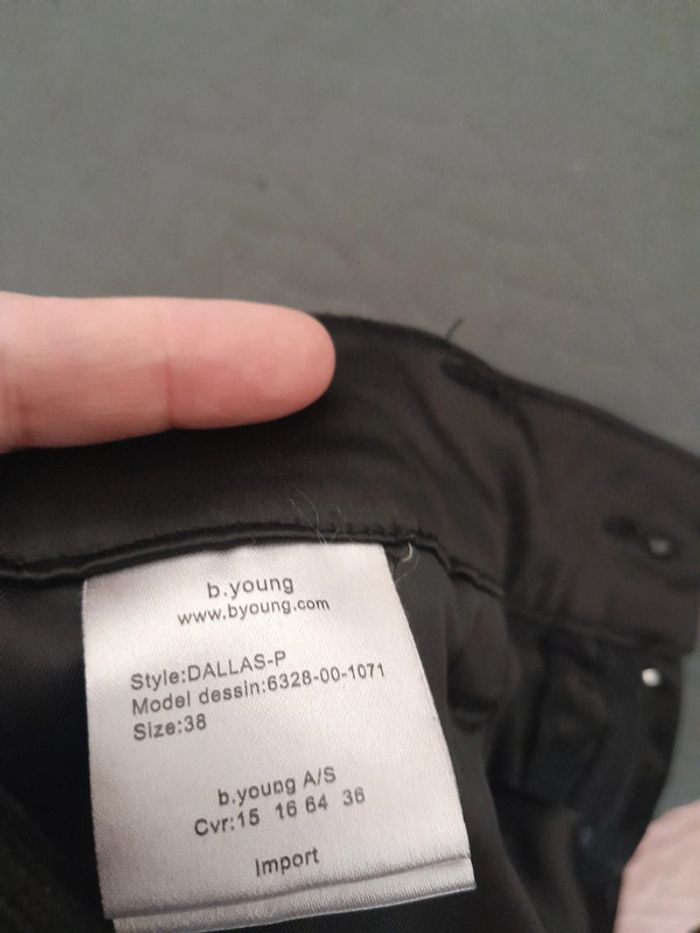 b.young
www.byoung.com
Style:DALLAS-P
Model dessin:6328-00-1071
Size:38
b.young A/S
Cvr:15 16 64 36
Import